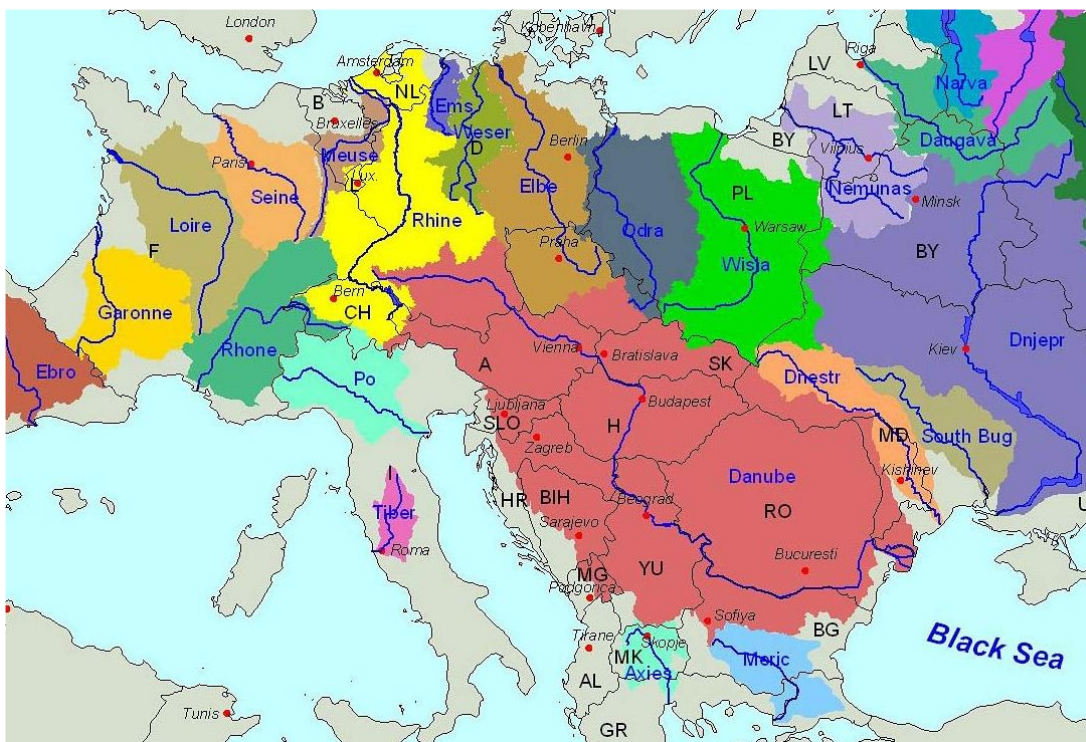 London
København
Riga
LV
Amsterdam
NL
Narva
B
Ems
Bruxelles
Weser
LT
BY
Daugava
Meuse
D
Berlin
Vilnius
Paris
Lux.
L
Elbe
Nemunas
Seine
PL
Minsk
Loire
Rhine
Odra
Warsaw
F
Praha
Wisla
BY
Bern
CH
Garonne
Rhone
Vienna
Bratislava
Kiev
Dnjepr
Ebro
Po
A
SK
Dnestr
Budapest
Ljubljana
SLO
H
MD
South Bug
Zagreb
I
Danube
Kishinev
HR
BIH
Beograd
RO
U
Tiber
Sarajevo
Roma
YU
Bucuresti
MG
Podgorica
Sofiya
BG
Black Sea
Tirane
Skopje
MK
Axies
Meric
AL
Tunis
GR